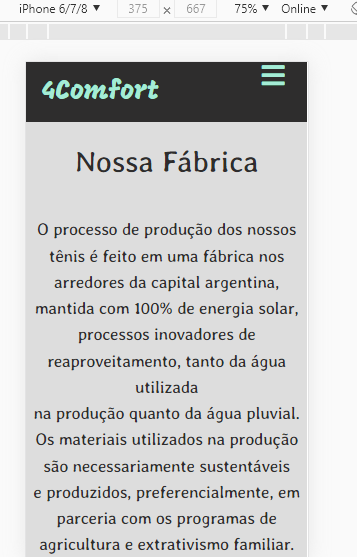 iPhone 6/7/8 ▼ 375 × 667 75% ▼ Online ▼
4Comfort
Nossa Fábrica
O processo de produção dos nossos
tênis é feito em uma fábrica nos
arredores da capital argentina,
mantida com 100% de energia solar,
processos inovadores de
reaproveitamento, tanto da água
utilizada
na produção quanto da água pluvial.
Os materiais utilizados na produção
são necessariamente sustentáveis
e produzidos, preferencialmente, em
parceria com os programas de
agricultura e extrativismo familiar.